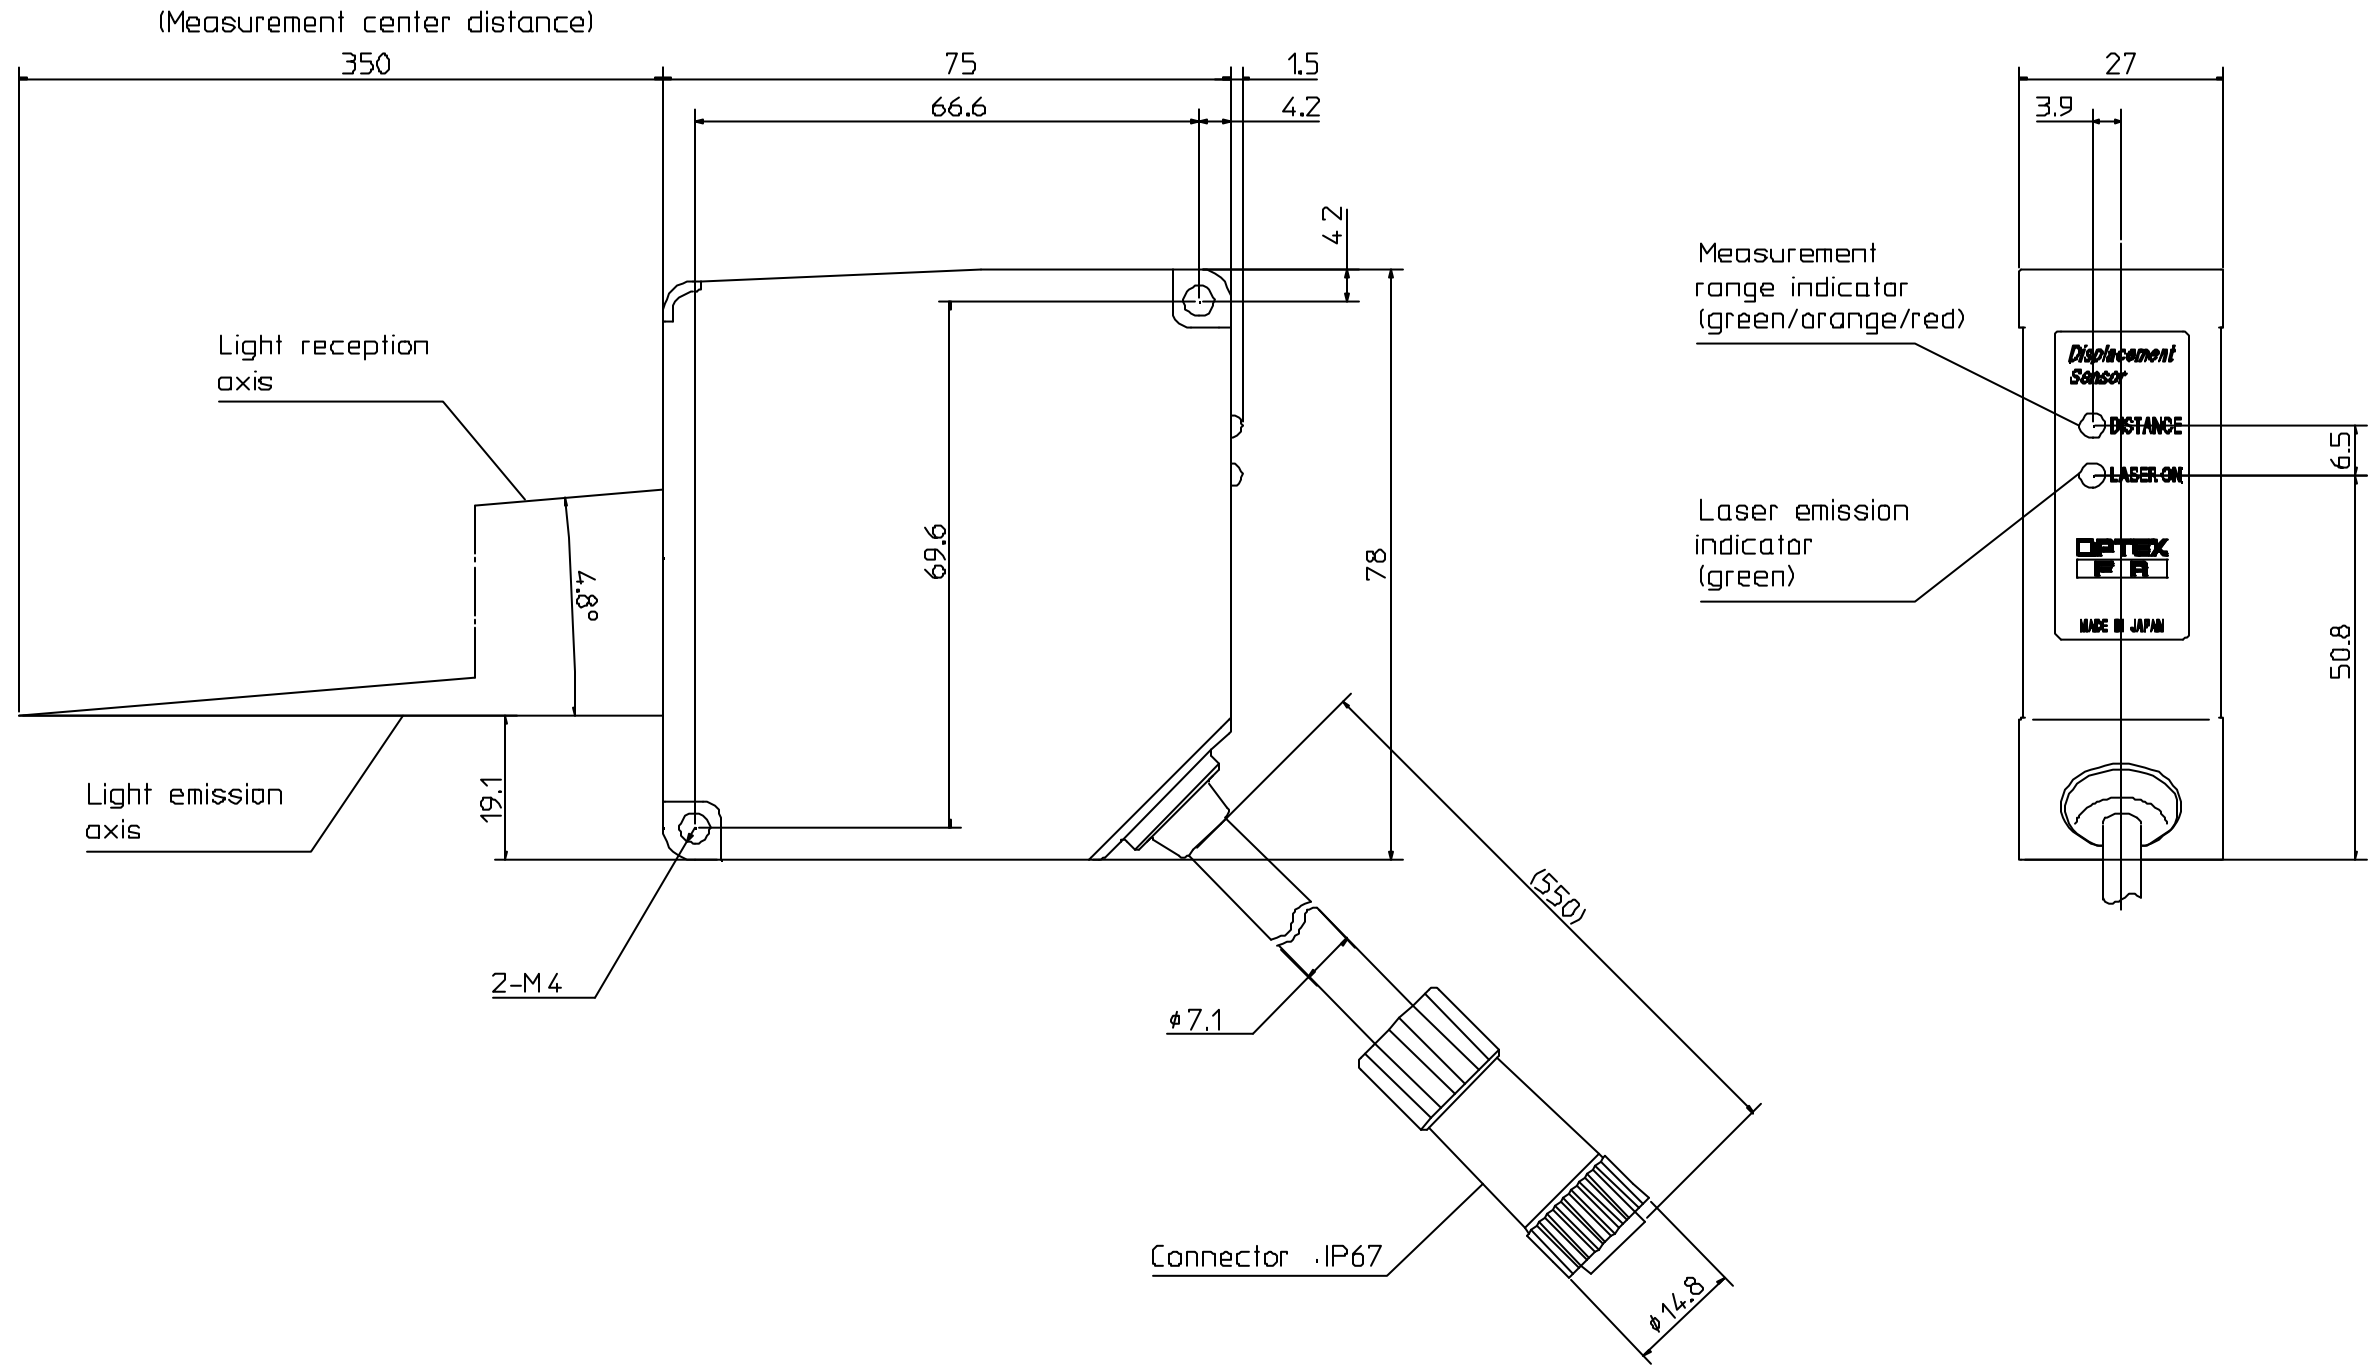 (Measurement center distance)
350
75
1.5
27
66.6
4.2
3.9
4.2
Measurement
range indicator
(green/orange/red)
Light reception
axis
Displacement
Sensor
DISTANCE
6.5
LASER ON
Laser emission
indicator
(green)
69.6
78
4.8°
OPTEX
FA
MADE IN JAPAN
50.8
19.1
Light emission
axis
(550)
2-M4
φ7.1
Connector :IP67
φ14.8